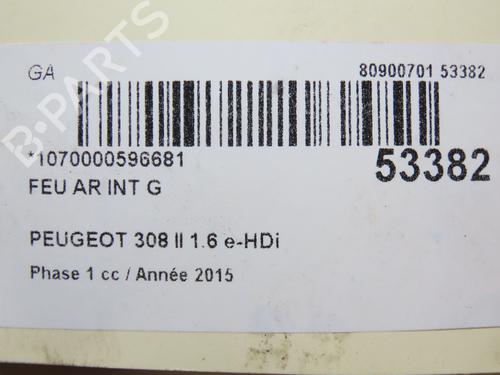 GA
80900701 53382
*1070000596681
53382
FEU AR INT G
PEUGEOT 308 II 1.6 e-HDi
Phase 1 cc / Année 2015
B-PARTS